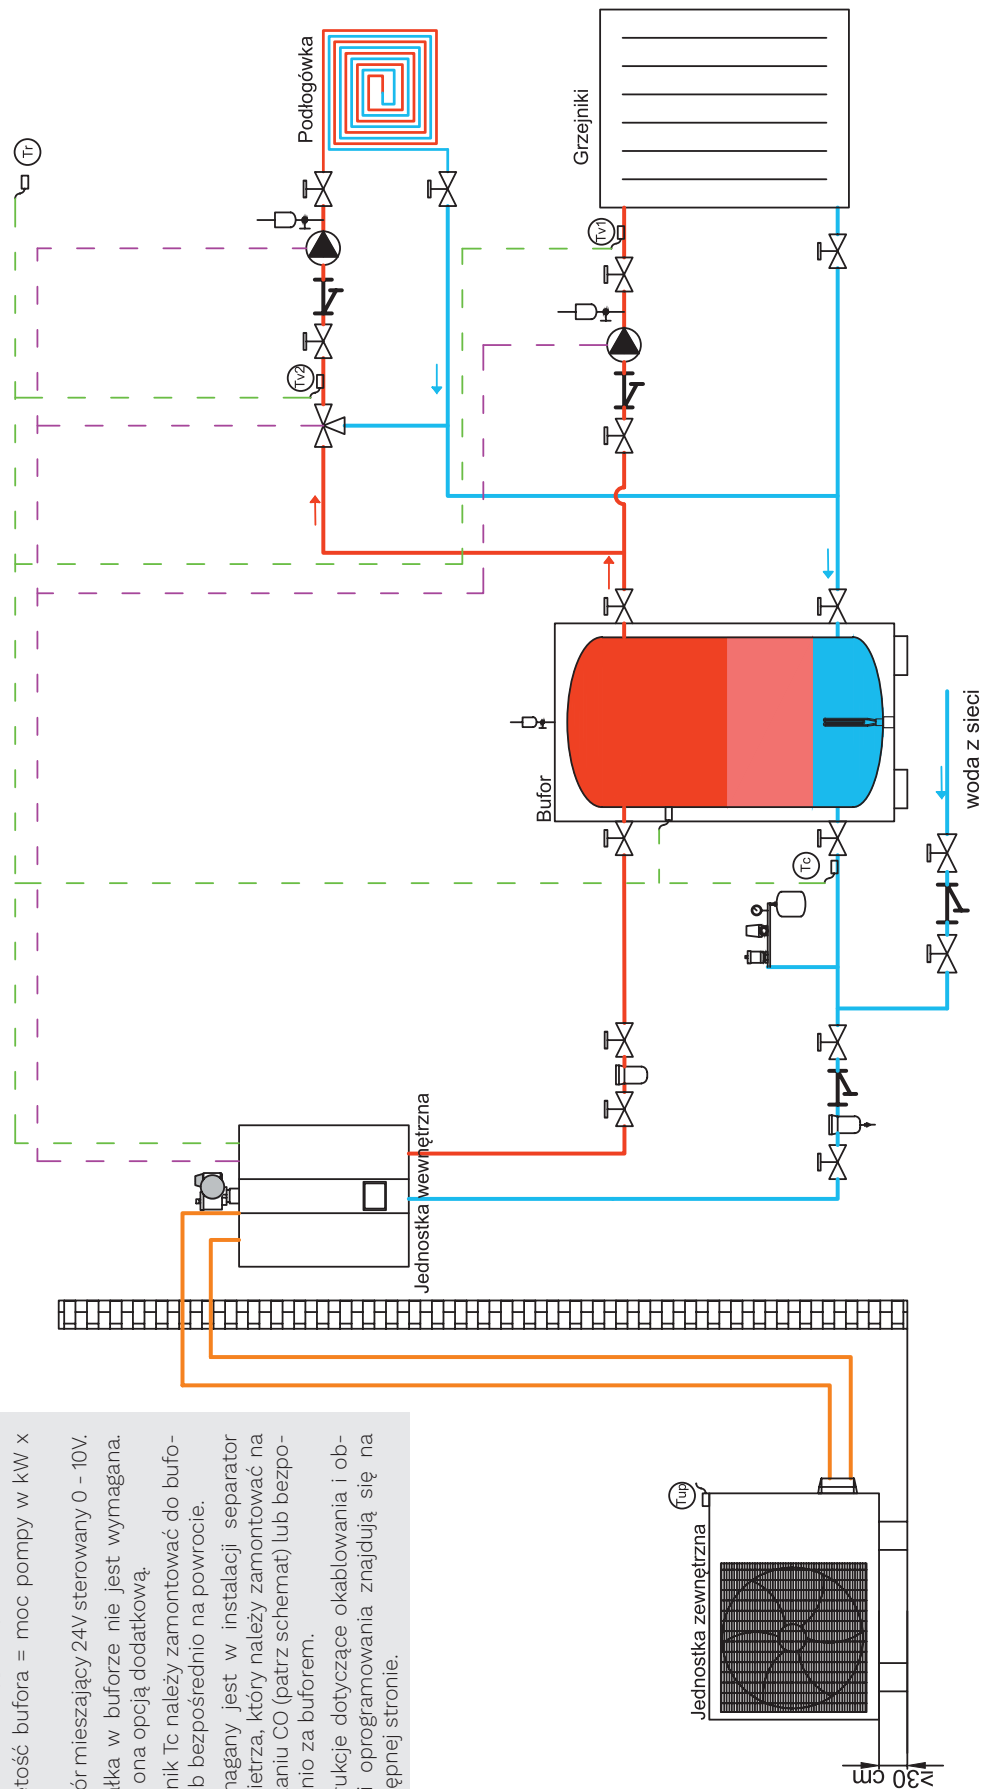 ętość bufora = moc pompy w kW x
ór mieszający 24V sterowany 0 - 10V.
ałka w buforze nie jest wymagana.
ona opcją dodatkową.
nik Tc należy zamontować do bufo-
b bezpośrednio na powrocie.
magany jest w instalacji separator
ietrza, który należy zamontować na
aniu CO (patrz schemat) lub bezpo-
nio za buforem.
rukcje dotyczące okablowania i ob-
i oprogramowania znajdują się na
ępnej stronie.
Jednostka zewnętrzna
Tup
≥30 cm
Jednostka wewnętrzna
Bufor
Tc
woda z sieci
Tv2
Tv1
Tr
Podłogówka
Grzejniki